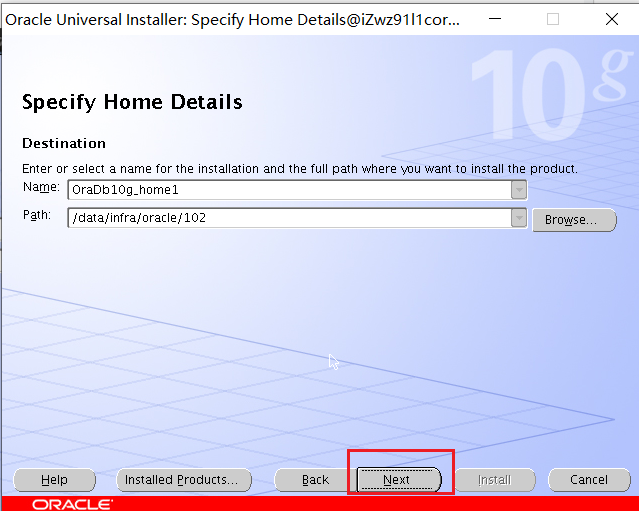 Oracle Universal Installer: Specify Home Details@iZwz91l1cor...
10g
Specify Home Details
Destination
Enter or select a name for the installation and the full path where you want to install the product.
Name: OraDb10g_home1
Path: /data/infra/oracle/102 Browse...
Help Installed Products... Back Next Install Cancel
ORACLE